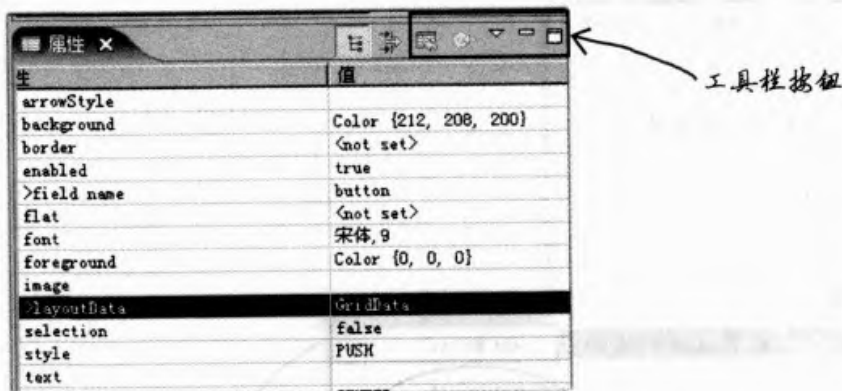 属性
生 值
arrowStyle
background Color {212, 208, 200}
border <not set>
enabled true
>field name button
flat <not set>
font 宋体,9
foreground Color {0, 0, 0}
image
>layoutData GridData
selection false
style PUSH
text
工具栏按钮